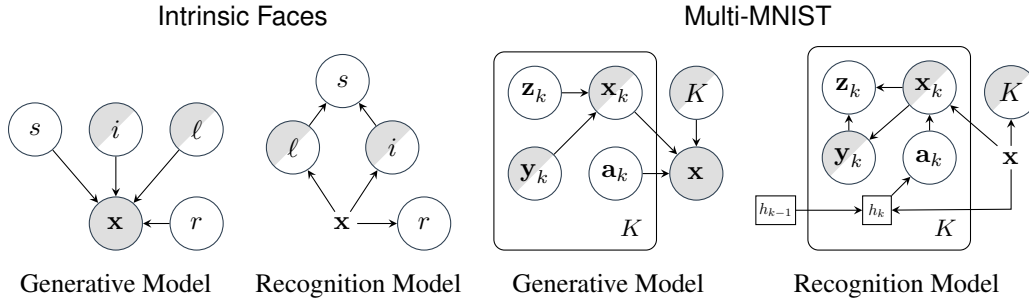 Intrinsic Faces
Multi-MNIST
s i ℓ
x r
s
ℓ i
x r
z_k x_k K
y_k a_k x
K
z_k x_k K
y_k a_k x
h_{k-1} h_k
K
Generative Model
Recognition Model
Generative Model
Recognition Model